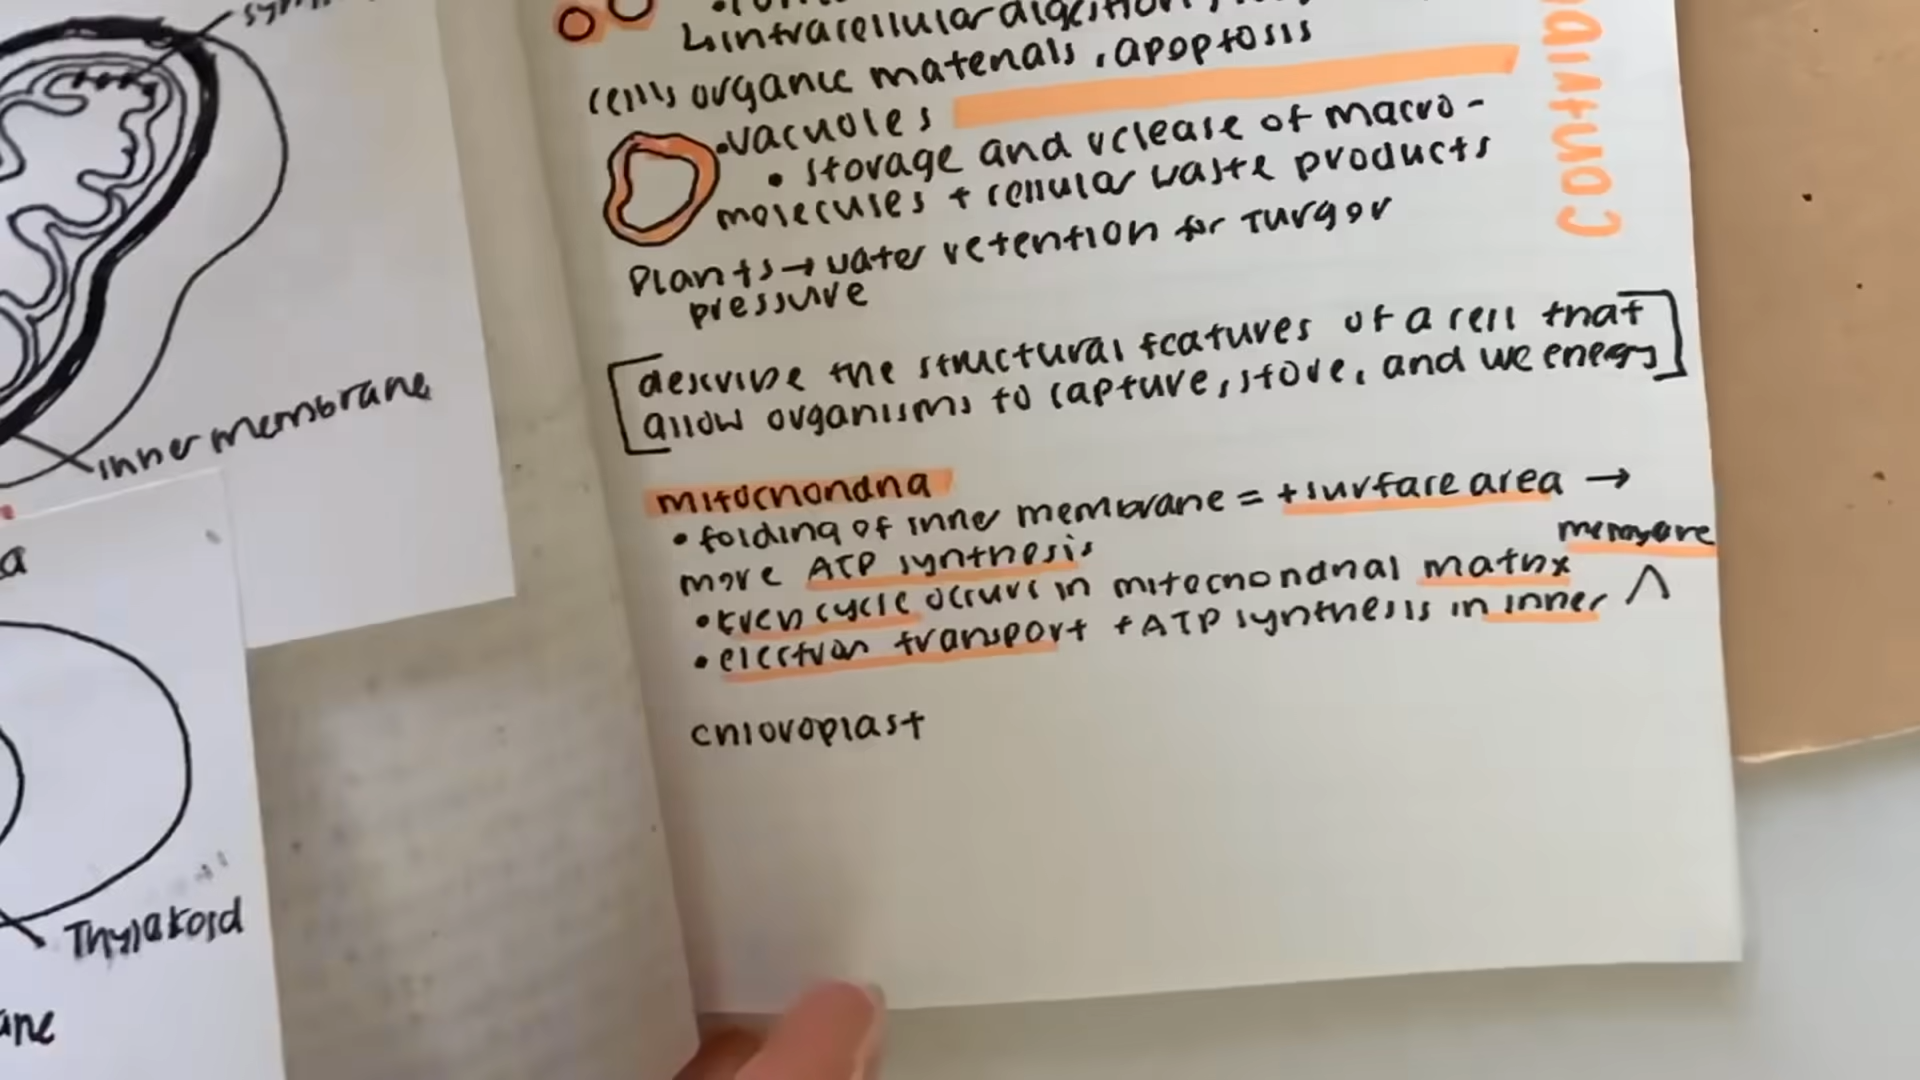 intracellular digestion,
cells organic materials, apoptosis
• vacuoles
• storage and release of macro-
molecules + cellular waste products
Plants → water retention for turgor
pressure
[describe the structural features of a cell that
allow organisms to capture, store, and use energy]
mitochondria
• folding of inner membrane = + surface area →
more ATP synthesis
• Kreb cycle occurs in mitochondrial matrix
membrane
• electron transport + ATP synthesis in inner ^
chloroplast
inner membrane
a
Thylakoid
ane